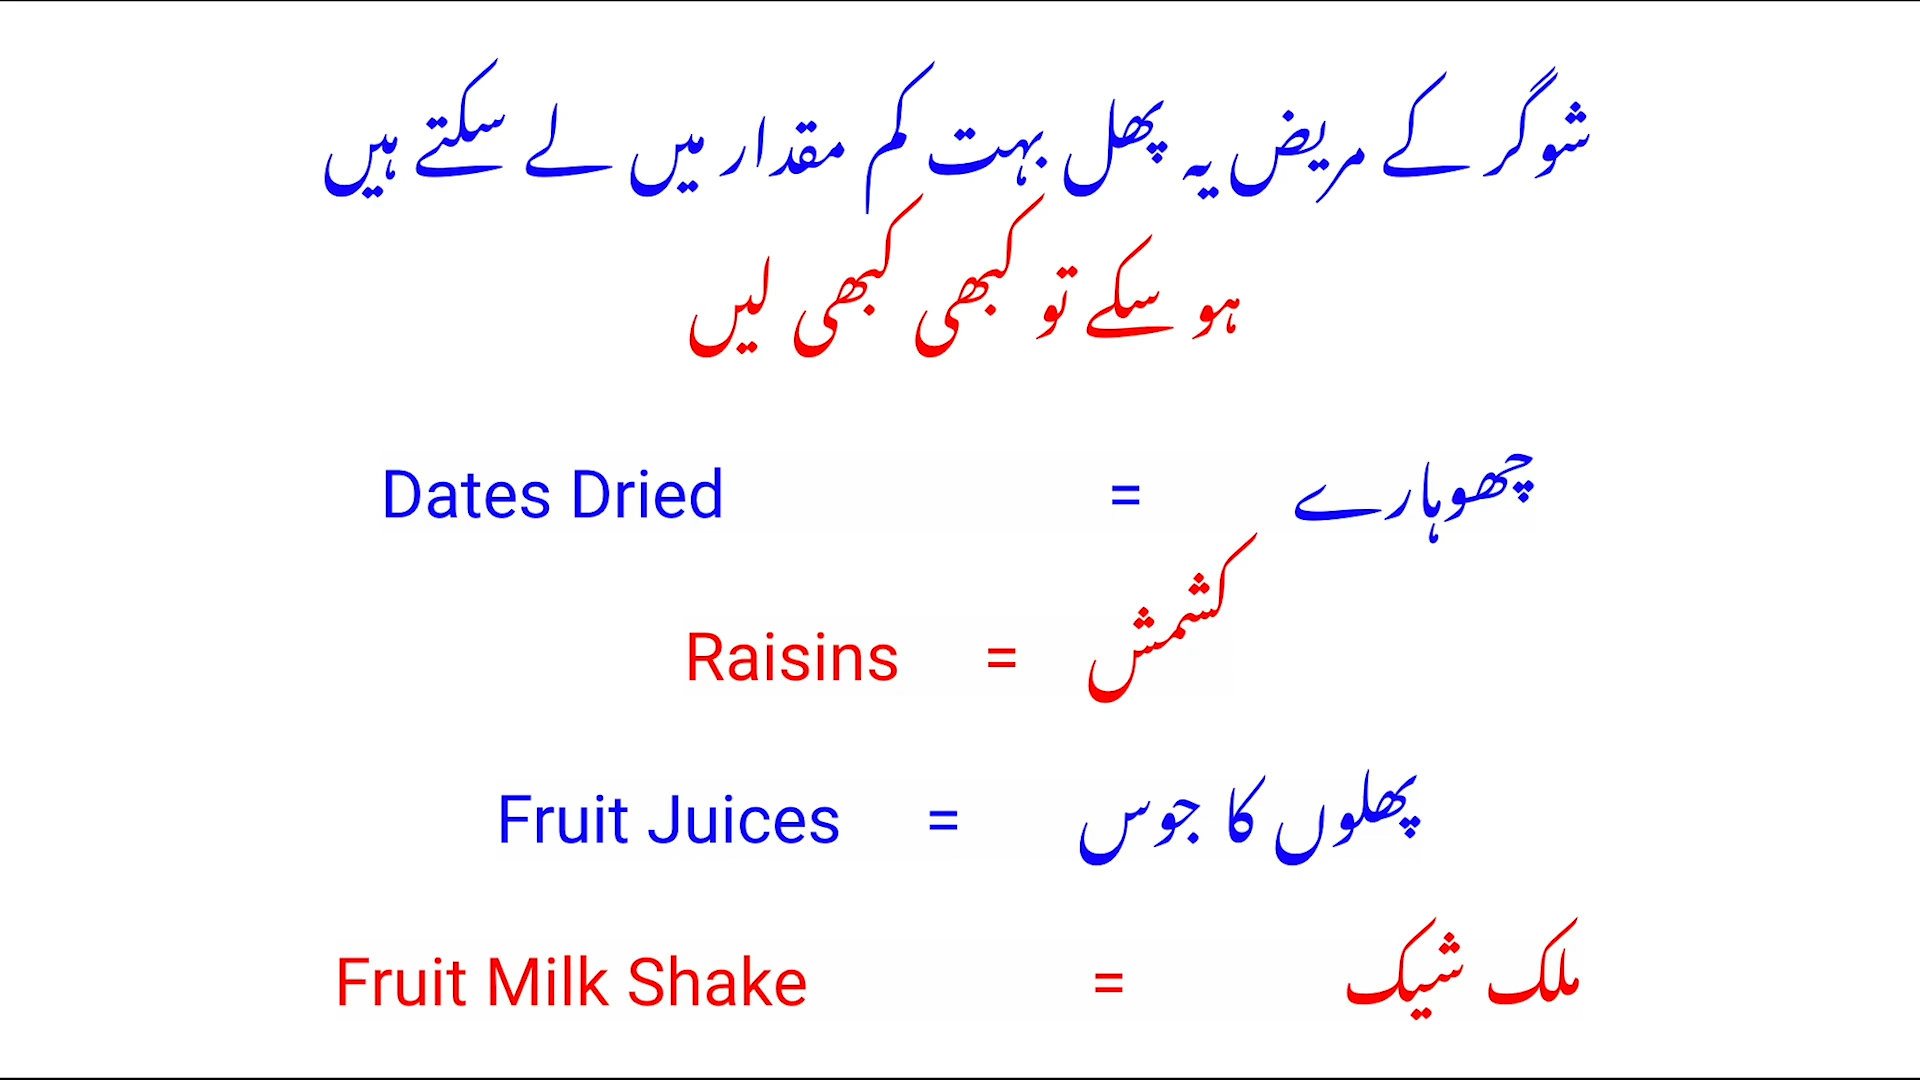 شوگر کے مریض یہ پھل بہت کم مقدار میں لے سکتے ہیں
ہو سکے تو کبھی کبھی لیں
Dates Dried = چھوہارے
Raisins = کشمش
Fruit Juices = پھلوں کا جوس
Fruit Milk Shake = ملک شیک